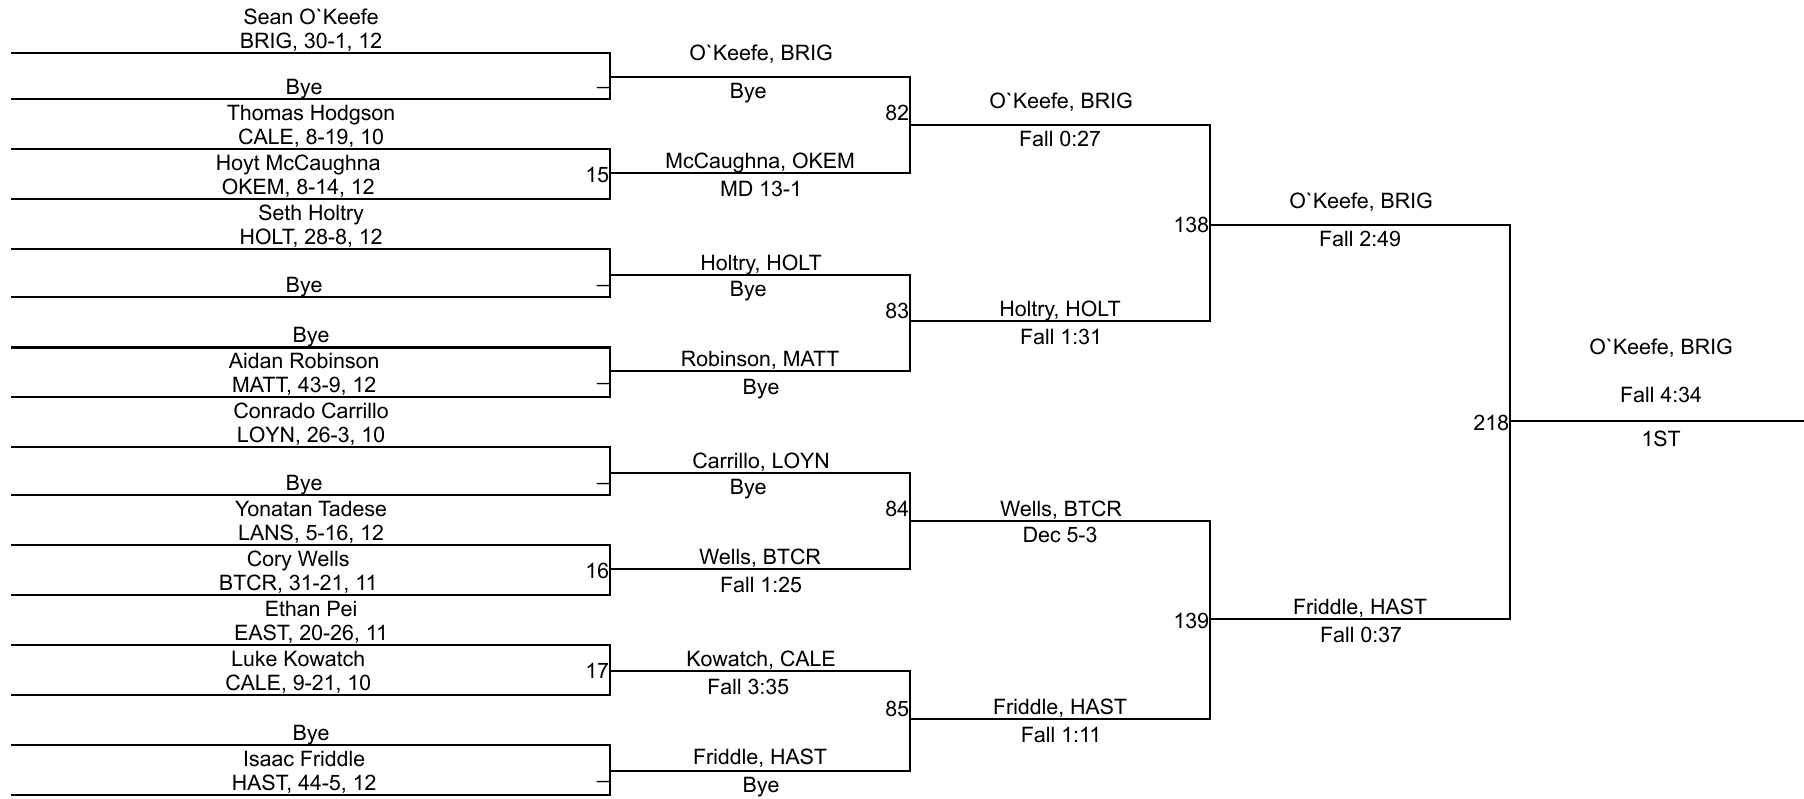 Sean O`Keefe
BRIG, 30-1, 12
Bye
Thomas Hodgson
CALE, 8-19, 10
Hoyt McCaughna
OKEM, 8-14, 12
Seth Holtry
HOLT, 28-8, 12
Bye
Bye
Aidan Robinson
MATT, 43-9, 12
Conrado Carrillo
LOYN, 26-3, 10
Bye
Yonatan Tadese
LANS, 5-16, 12
Cory Wells
BTCR, 31-21, 11
Ethan Pei
EAST, 20-26, 11
Luke Kowatch
CALE, 9-21, 10
Bye
Isaac Friddle
HAST, 44-5, 12
15
16
17
O`Keefe, BRIG
Bye
McCaughna, OKEM
MD 13-1
Holtry, HOLT
Bye
Robinson, MATT
Bye
Carrillo, LOYN
Bye
Wells, BTCR
Fall 1:25
Kowatch, CALE
Fall 3:35
Friddle, HAST
Bye
82
83
84
85
O`Keefe, BRIG
Fall 0:27
Holtry, HOLT
Fall 1:31
Wells, BTCR
Dec 5-3
Friddle, HAST
Fall 1:11
138
139
O`Keefe, BRIG
Fall 2:49
Friddle, HAST
Fall 0:37
218
O`Keefe, BRIG
Fall 4:34
1ST